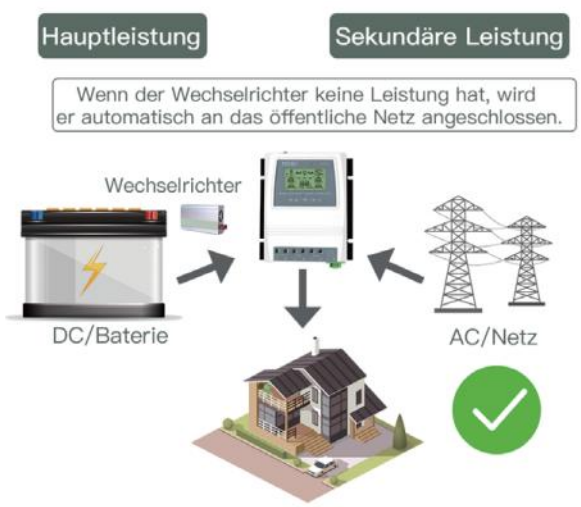 Hauptleistung
Sekundäre Leistung
Wenn der Wechselrichter keine Leistung hat, wird
er automatisch an das öffentliche Netz angeschlossen.
Wechselrichter
DC/Baterie
AC/Netz